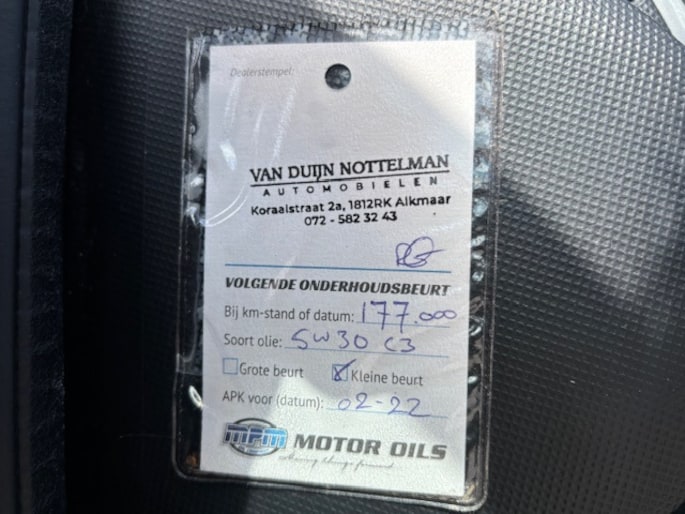 Dealerstempel:
VAN DUIJN NOTTELMAN
AUTOMOBIELEN
Koraalstraat 2a, 1812RK Alkmaar
072 - 582 32 43
VOLGENDE ONDERHOUDSBEURT
Bij km-stand of datum: 177.000
Soort olie: 5W30 C3
Grote beurt Kleine beurt
APK voor (datum): 02-22
MPM MOTOR OILS